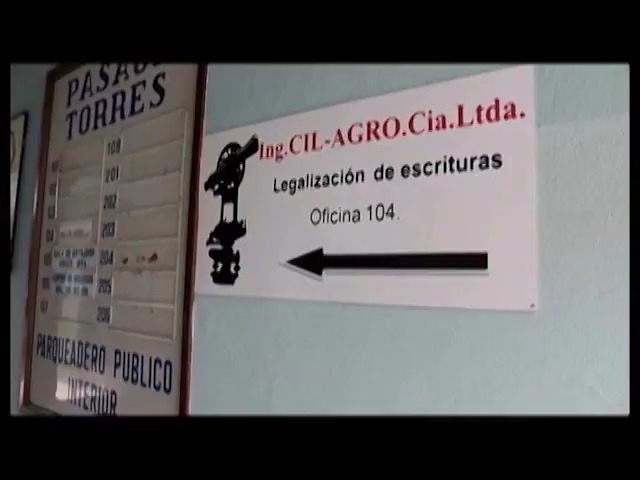 PASAJE
TORRES
108
201
202
203
204
205
206
PARQUEADERO PUBLICO
INTERIOR
Ing.CIL-AGRO.Cia.Ltda.
Legalización de escrituras
Oficina 104.